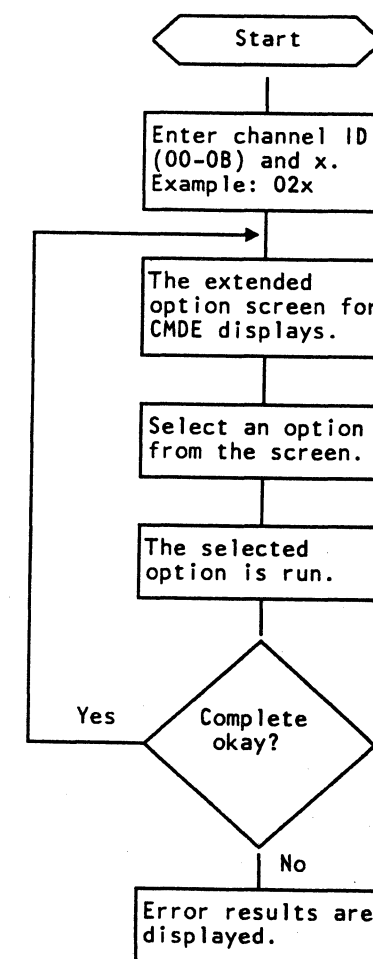 Start
Enter channel ID
(00-0B) and x.
Example: 02x
The extended
option screen for
CMDE displays.
Select an option
from the screen.
The selected
option is run.
Complete
okay?
Yes
No
Error results are
displayed.